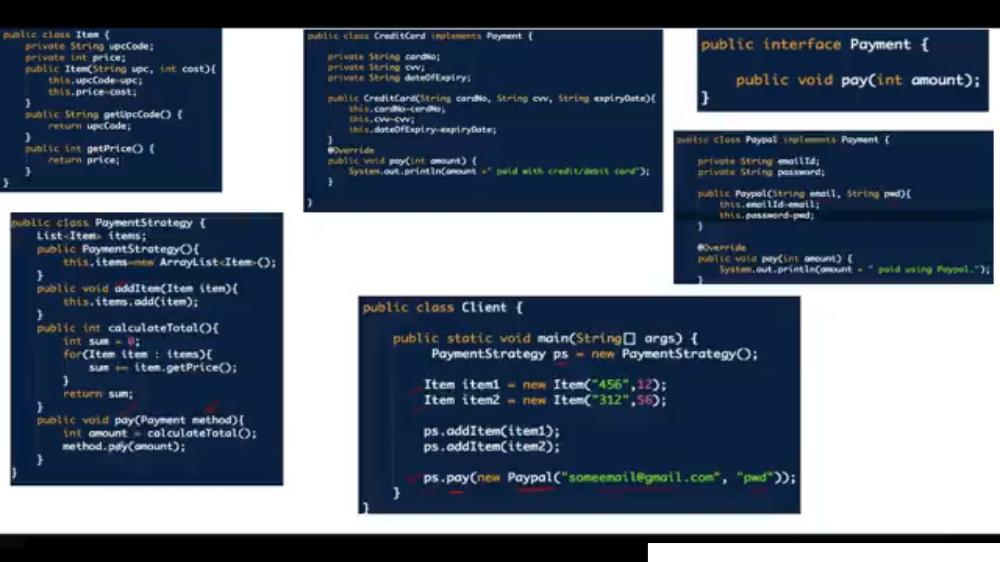 public class Item {
private String upcCode;
private int price;
public Item(String upc, int cost){
this.upcCode=upc;
this.price=cost;
}
public String getUpcCode() {
return upcCode;
}
public int getPrice() {
return price;
}
}
public class CreditCard implements Payment {
private String cardNo;
private String cvv;
private String dateOfExpiry;
public CreditCard(String cardNo, String cvv, String expiryDate){
this.cardNo=cardNo;
this.cvv=cvv;
this.dateOfExpiry=expiryDate;
}
@Override
public void pay(int amount) {
System.out.println(amount +" paid with credit/debit card");
}
}
public interface Payment {
public void pay(int amount);
}
public class Paypal implements Payment {
private String emailId;
private String password;
public Paypal(String email, String pwd){
this.emailId=email;
this.password=pwd;
}
@Override
public void pay(int amount) {
System.out.println(amount + " paid using Paypal.");
}
public class PaymentStrategy {
List<Item> items;
public PaymentStrategy(){
this.items=new ArrayList<Item>();
}
public void addItem(Item item){
this.items.add(item);
}
public int calculateTotal(){
int sum = 0;
for(Item item : items){
sum += item.getPrice();
}
return sum;
}
public void pay(Payment method){
int amount = calculateTotal();
method.pay(amount);
}
}
public class Client {
public static void main(String[] args) {
PaymentStrategy ps = new PaymentStrategy();
Item item1 = new Item("456",12);
Item item2 = new Item("312",56);
ps.addItem(item1);
ps.addItem(item2);
ps.pay(new Paypal("someemail@gmail.com", "pwd"));
}
}